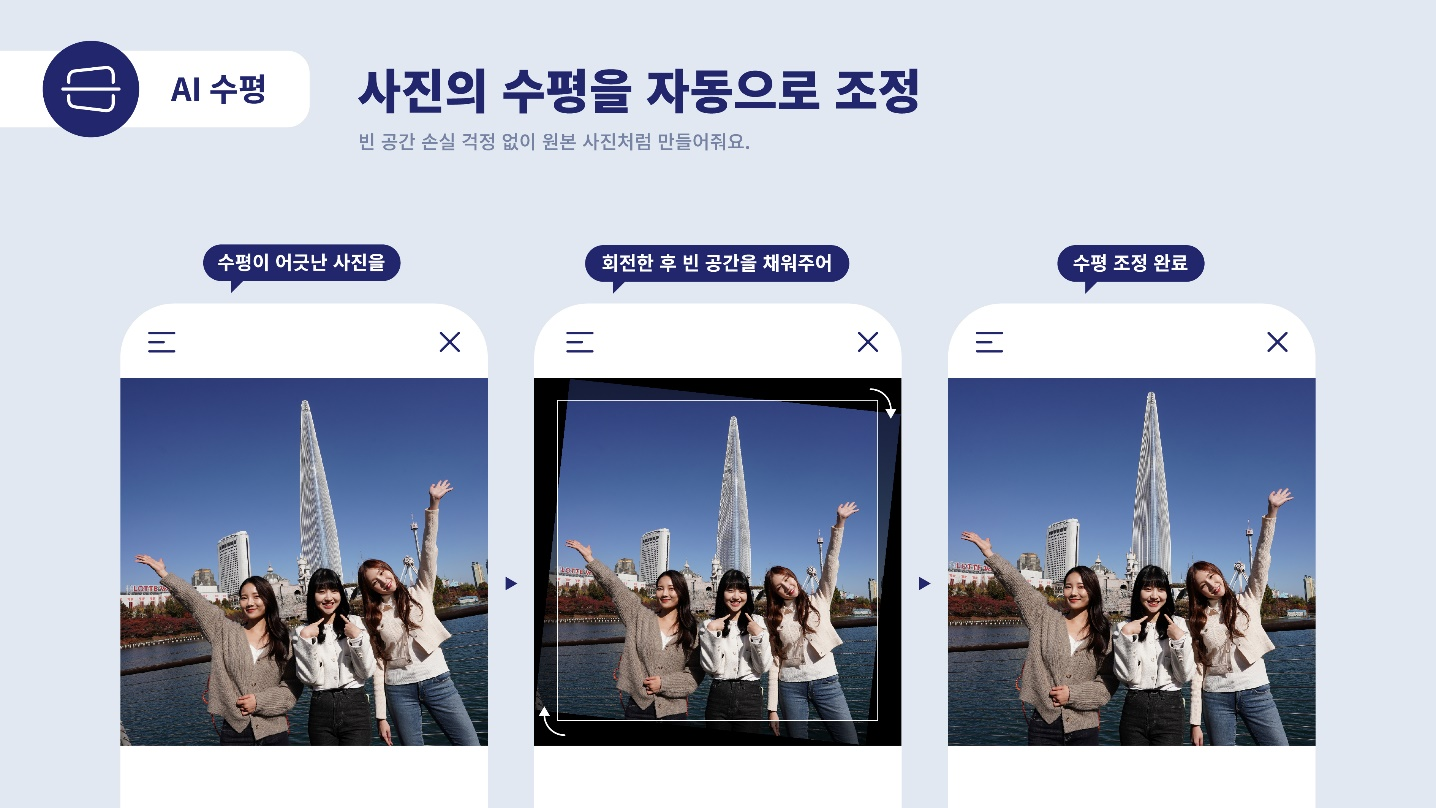 AI 수평
사진의 수평을 자동으로 조정
빈 공간 손실 걱정 없이 원본 사진처럼 만들어줘요.
수평이 어긋난 사진을
회전한 후 빈 공간을 채워주어
수평 조정 완료
LOTTE
LOTTE
LOTTE